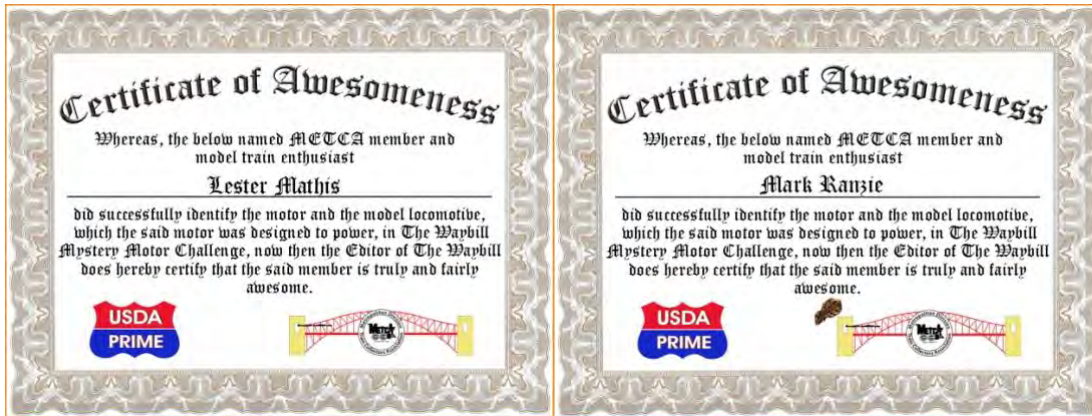 Certificate of Awesomeness
Whereas, the below named METCA member and
model train enthusiast
Lester Mathis
did successfully identify the motor and the model locomotive,
which the said motor was designed to power, in The Waybill
Mystery Motor Challenge, now then the Editor of The Waybill
does hereby certify that the said member is truly and fairly
awesome.
USDA
PRIME
Certificate of Awesomeness
Whereas, the below named METCA member and
model train enthusiast
Mark Ranzie
did successfully identify the motor and the model locomotive,
which the said motor was designed to power, in The Waybill
Mystery Motor Challenge, now then the Editor of The Waybill
does hereby certify that the said member is truly and fairly
awesome.
USDA
PRIME